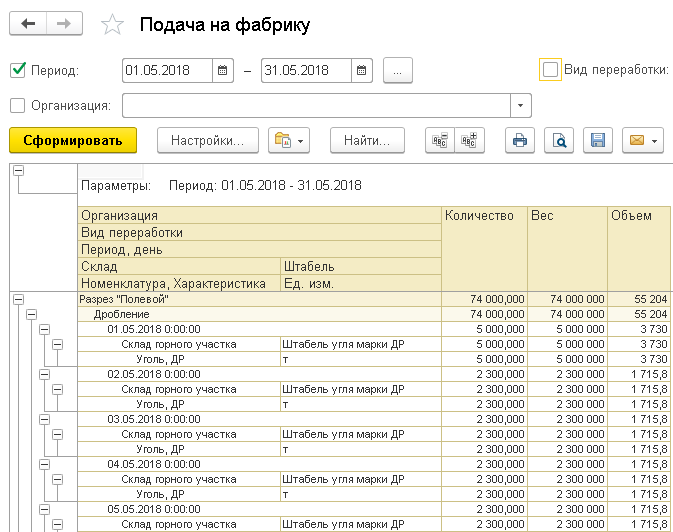 Подача на фабрику
Период: 01.05.2018 – 31.05.2018 ... Вид переработки:
Организация:
Сформировать Настройки... Найти...
Параметры: Период: 01.05.2018 - 31.05.2018
Организация Количество Вес Объем
Вид переработки
Период, день
Склад Штабель
Номенклатура, Характеристика Ед. изм.
Разрез "Полевой" 74 000,000 74 000 000 55 204
Дробление 74 000,000 74 000 000 55 204
01.05.2018 0:00:00 5 000,000 5 000 000 3 730
Склад горного участка Штабель угля марки ДР 5 000,000 5 000 000 3 730
Уголь, ДР т 5 000,000 5 000 000 3 730
02.05.2018 0:00:00 2 300,000 2 300 000 1 715,8
Склад горного участка Штабель угля марки ДР 2 300,000 2 300 000 1 715,8
Уголь, ДР т 2 300,000 2 300 000 1 715,8
03.05.2018 0:00:00 2 300,000 2 300 000 1 715,8
Склад горного участка Штабель угля марки ДР 2 300,000 2 300 000 1 715,8
Уголь, ДР т 2 300,000 2 300 000 1 715,8
04.05.2018 0:00:00 2 300,000 2 300 000 1 715,8
Склад горного участка Штабель угля марки ДР 2 300,000 2 300 000 1 715,8
Уголь, ДР т 2 300,000 2 300 000 1 715,8
05.05.2018 0:00:00 2 300,000 2 300 000 1 715,8
Склад горного участка Штабель угля марки ДР 2 300,000 2 300 000 1 715,8